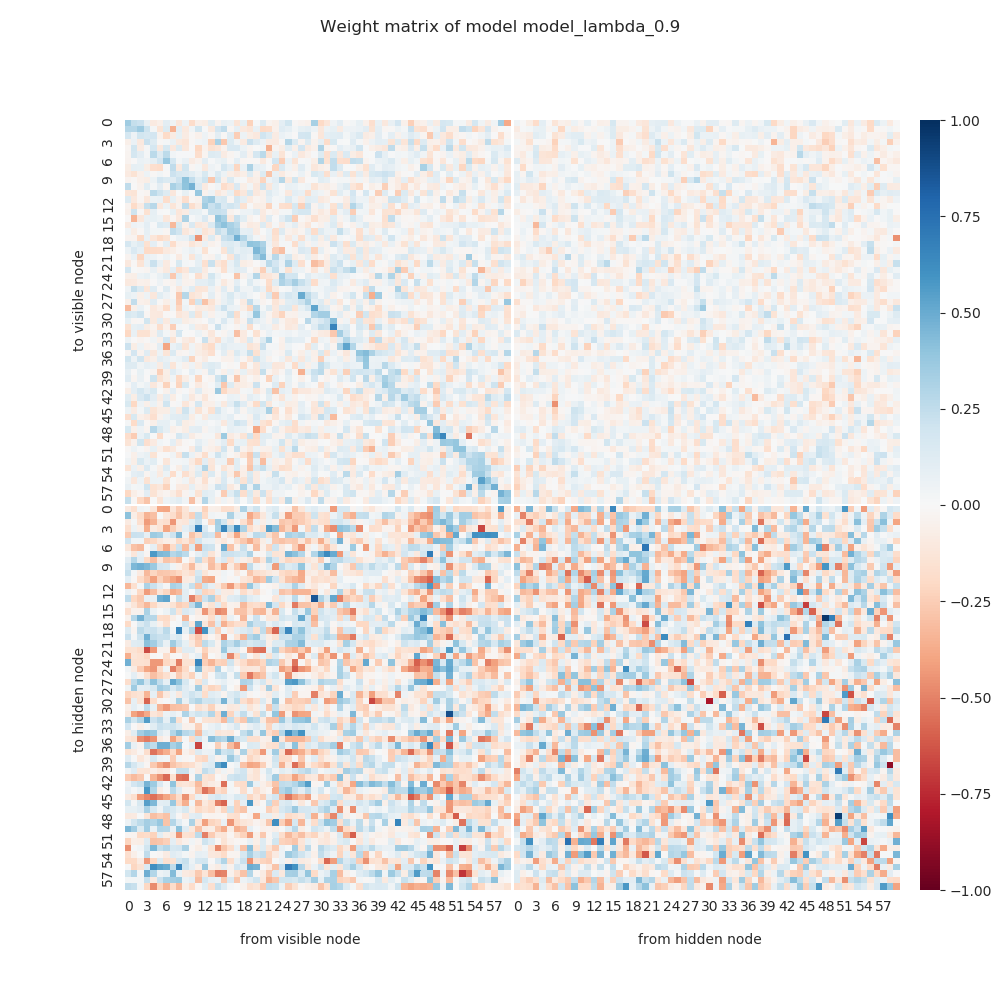 Weight matrix of model model_lambda_0.9
to visible node
0 3 6 9 12 15 18 21 24 27 30 33 36 39 42 45 48 51 54 57
to hidden node
0 3 6 9 12 15 18 21 24 27 30 33 36 39 42 45 48 51 54 57
0 3 6 9 12 15 18 21 24 27 30 33 36 39 42 45 48 51 54 57
from visible node
0 3 6 9 12 15 18 21 24 27 30 33 36 39 42 45 48 51 54 57
from hidden node
1.00
0.75
0.50
0.25
0.00
−0.25
−0.50
−0.75
−1.00